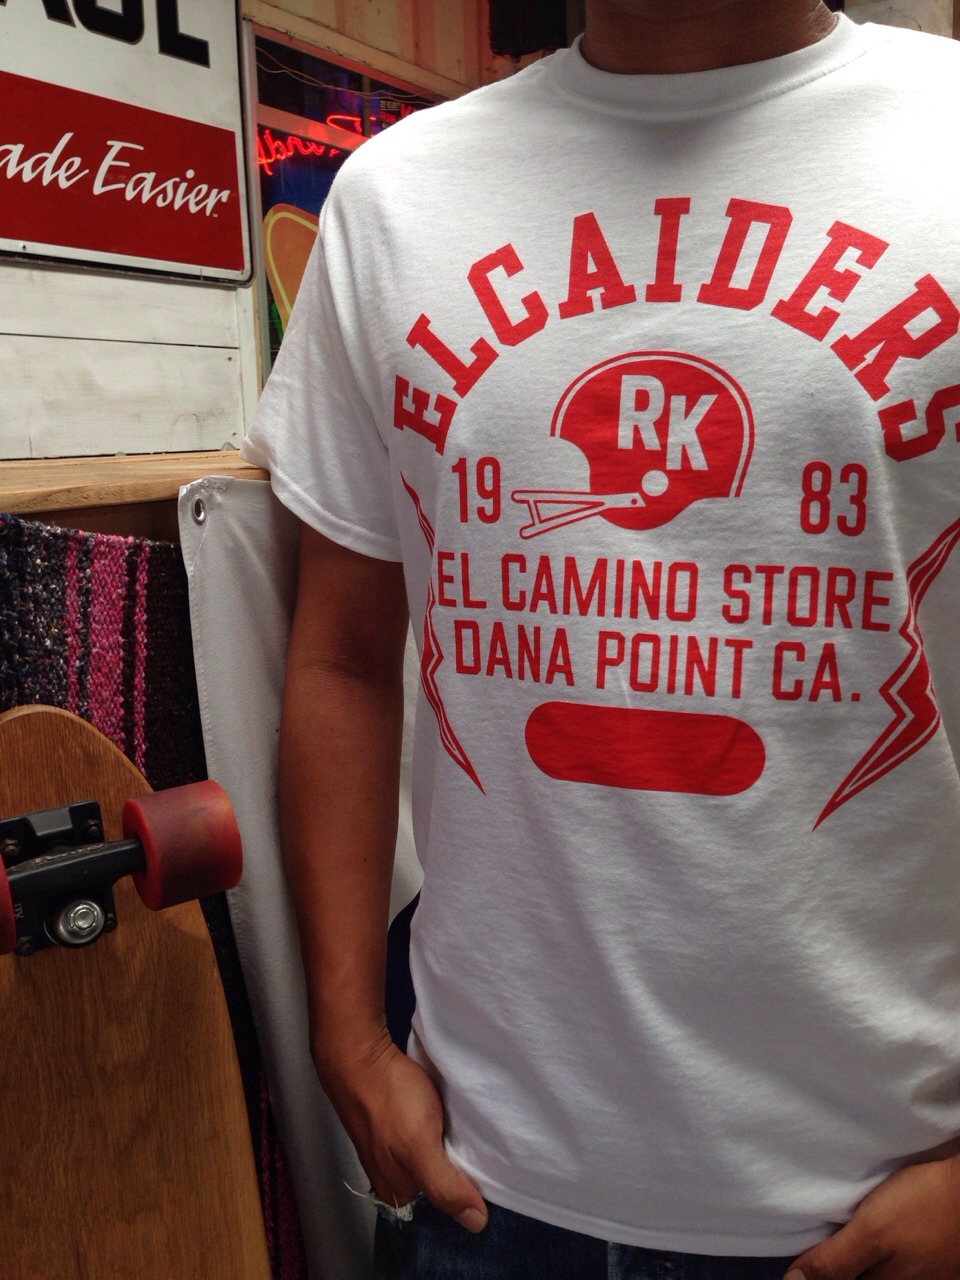 ade Easier
ELCAIDERS
RK
19 83
EL CAMINO STORE
DANA POINT CA.